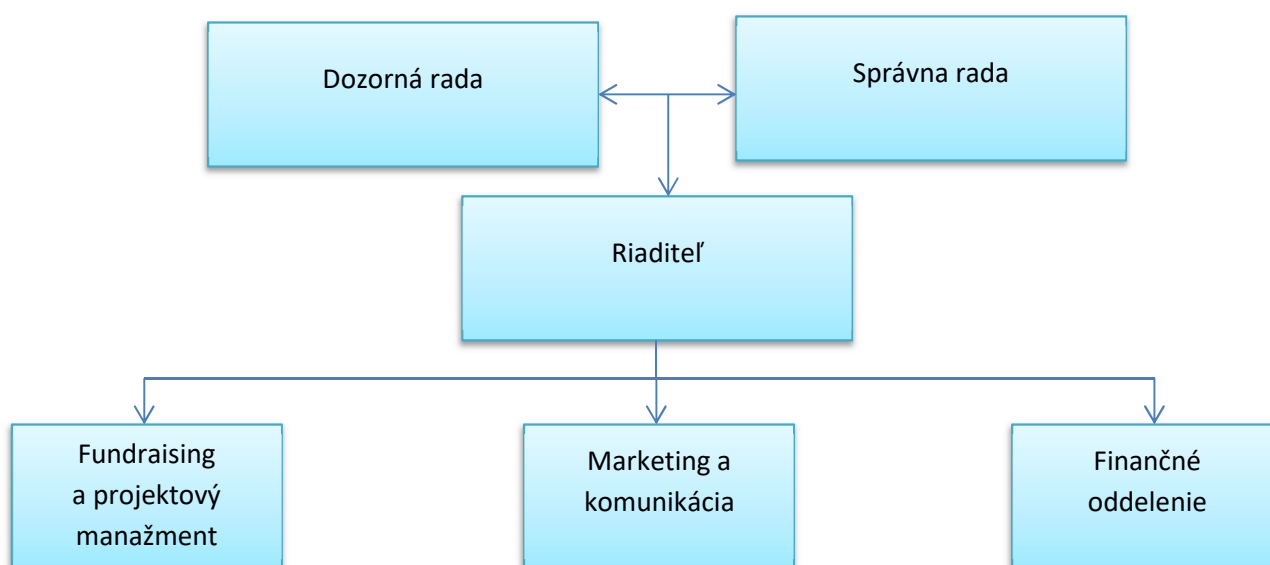 Dozorná rada
Správna rada
Riaditeľ
Fundraising
a projektový
manažment
Marketing a
komunikácia
Finančné
oddelenie